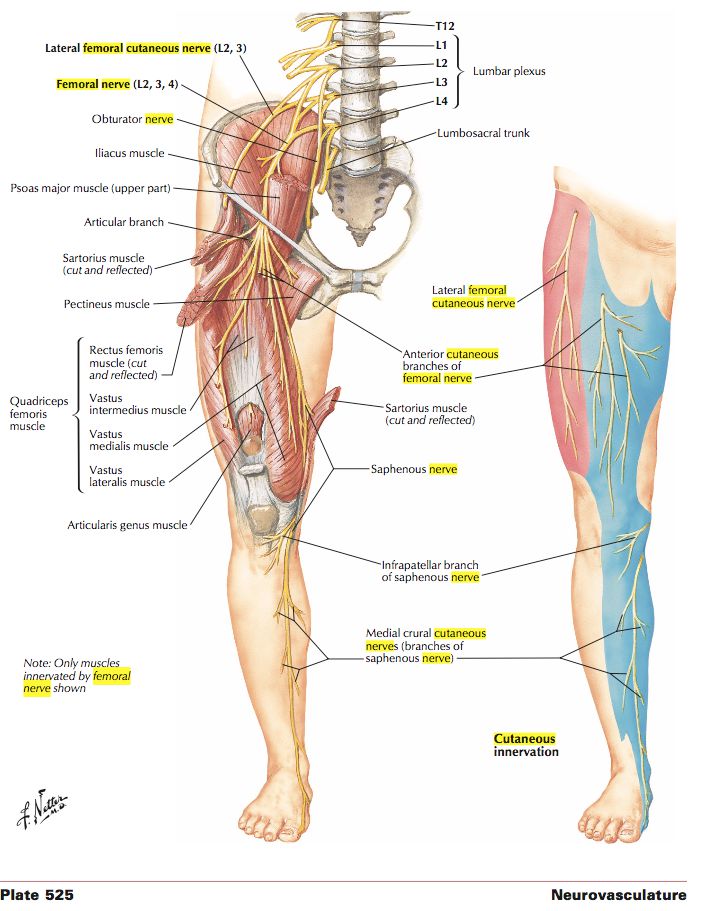 T12
Lateral femoral cutaneous nerve (L2, 3)
L1
L2
Lumbar plexus
Femoral nerve (L2, 3, 4)
L3
L4
Obturator nerve
Lumbosacral trunk
Iliacus muscle
Psoas major muscle (upper part)
Articular branch
Sartorius muscle
(cut and reflected)
Pectineus muscle
Lateral femoral
cutaneous nerve
Quadriceps
femoris
muscle
Rectus femoris
muscle (cut
and reflected)
Vastus
intermedius muscle
Vastus
medialis muscle
Vastus
lateralis muscle
Anterior cutaneous
branches of
femoral nerve
Sartorius muscle
(cut and reflected)
Saphenous nerve
Articularis genus muscle
Infrapatellar branch
of saphenous nerve
Medial crural cutaneous
nerves (branches of
saphenous nerve)
Note: Only muscles
innervated by femoral
nerve shown
Cutaneous
innervation
F. Netter
M.D.
Plate 525
Neurovasculature